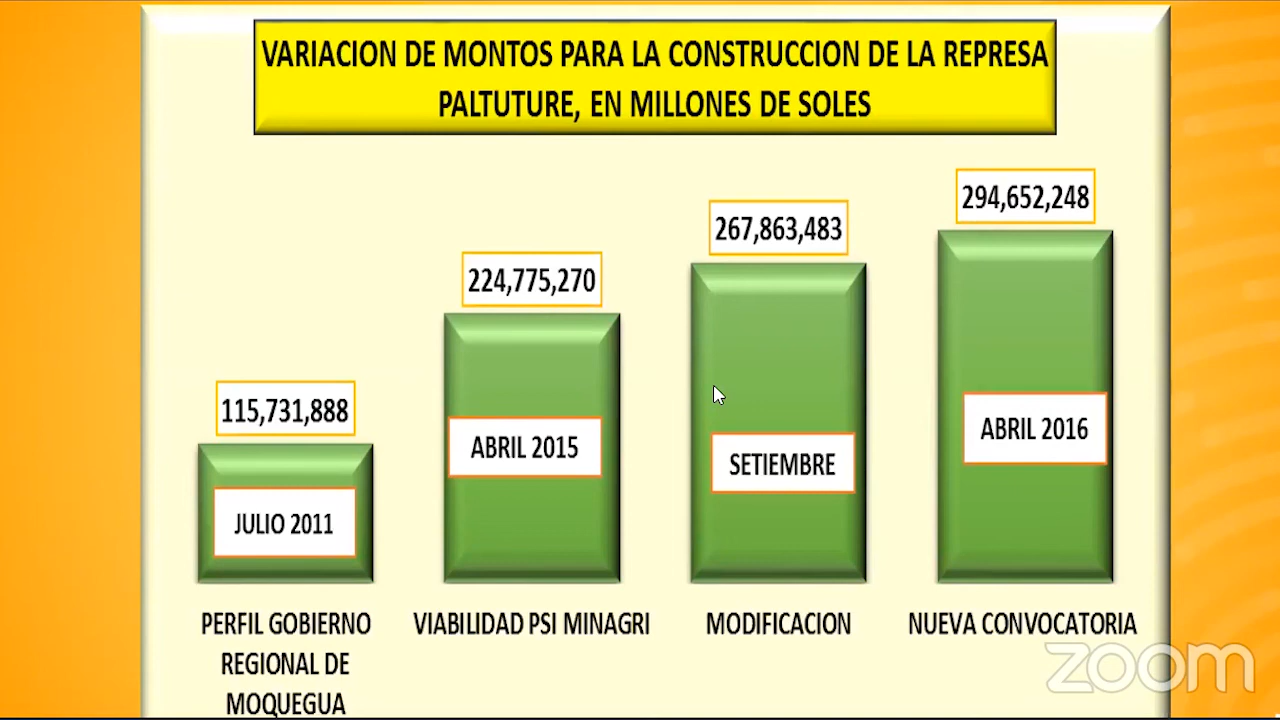 VARIACION DE MONTOS PARA LA CONSTRUCCION DE LA REPRESA
PALTUTURE, EN MILLONES DE SOLES
115,731,888
JULIO 2011
PERFIL GOBIERNO
REGIONAL DE
MOQUEGUA
224,775,270
ABRIL 2015
VIABILIDAD PSI MINAGRI
267,863,483
SETIEMBRE
MODIFICACION
294,652,248
ABRIL 2016
NUEVA CONVOCATORIA
zoom